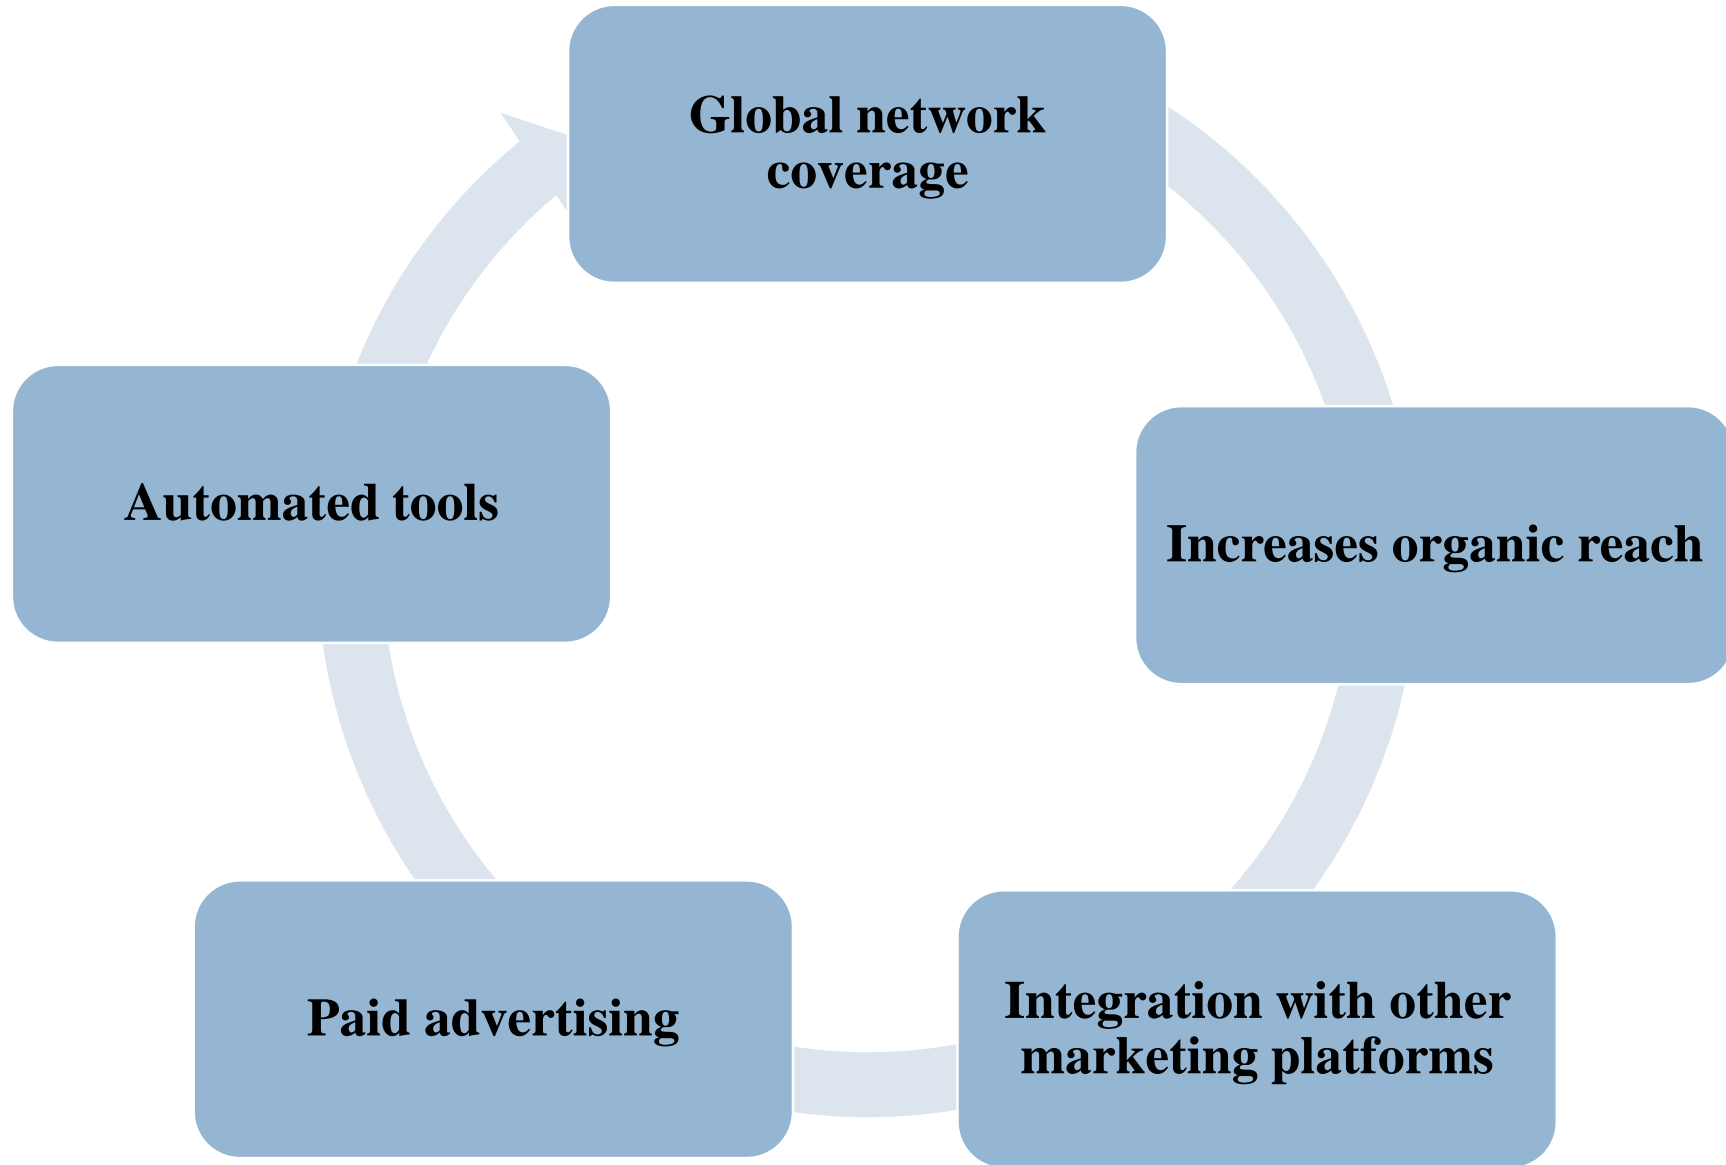 Global network
coverage
Increases organic reach
Integration with other
marketing platforms
Paid advertising
Automated tools